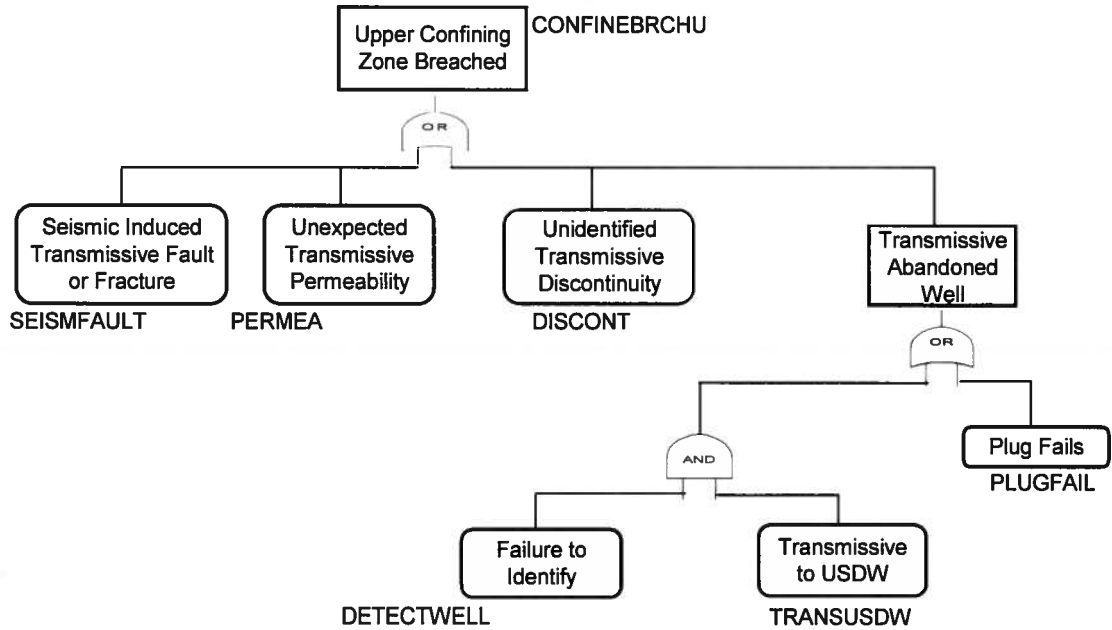 Upper Confining
Zone Breached
CONFINEBRCHU
OR
Seismic Induced
Transmissive Fault
or Fracture
SEISMFAULT
Unexpected
Transmissive
Permeability
PERMEA
Unidentified
Transmissive
Discontinuity
DISCONT
Transmissive
Abandoned
Well
OR
AND
Plug Fails
PLUGFAIL
Failure to
Identify
DETECTWELL
Transmissive
to USDW
TRANSUSDW